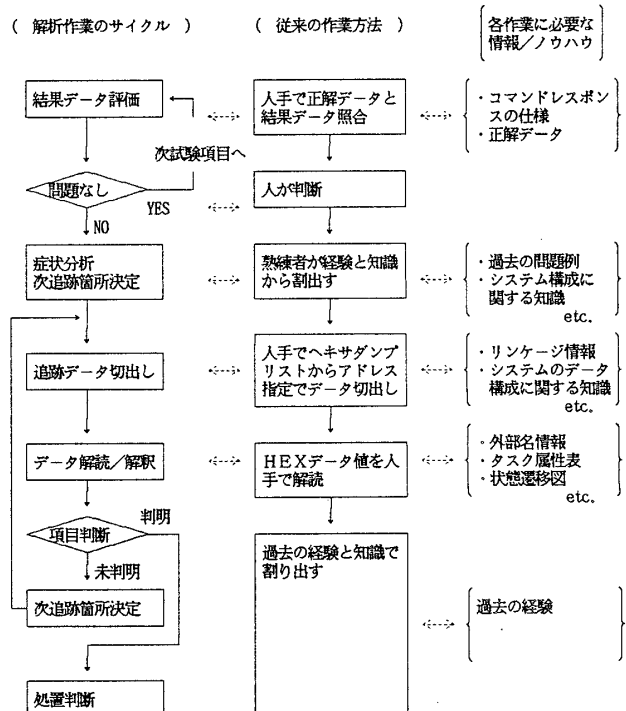 ( 解析作業のサイクル )
( 従来の作業方法 )
各作業に必要な
情報/ノウハウ
結果データ評価
人手で正解データと
結果データ照合
・コマンドレスポン
スの仕様
・正解データ
次試験項目へ
問題なし
YES
NO
人が判断
症状分析
次追跡箇所決定
熟練者が経験と知識
から割出す
・過去の問題例
・システム構成に
関する知識
etc.
追跡データ切出し
人手でヘキサダンプ
リストからアドレス
指定でデータ切出し
・リンケージ情報
・システムのデータ
構成に関する知識
etc.
データ解読/解釈
HEXデータ値を人
手で解読
・外部名情報
・タスク属性表
・状態遷移図
etc.
項目判断
判明
未判明
過去の経験と知識で
割り出す
次追跡箇所決定
過去の経験
処置判断